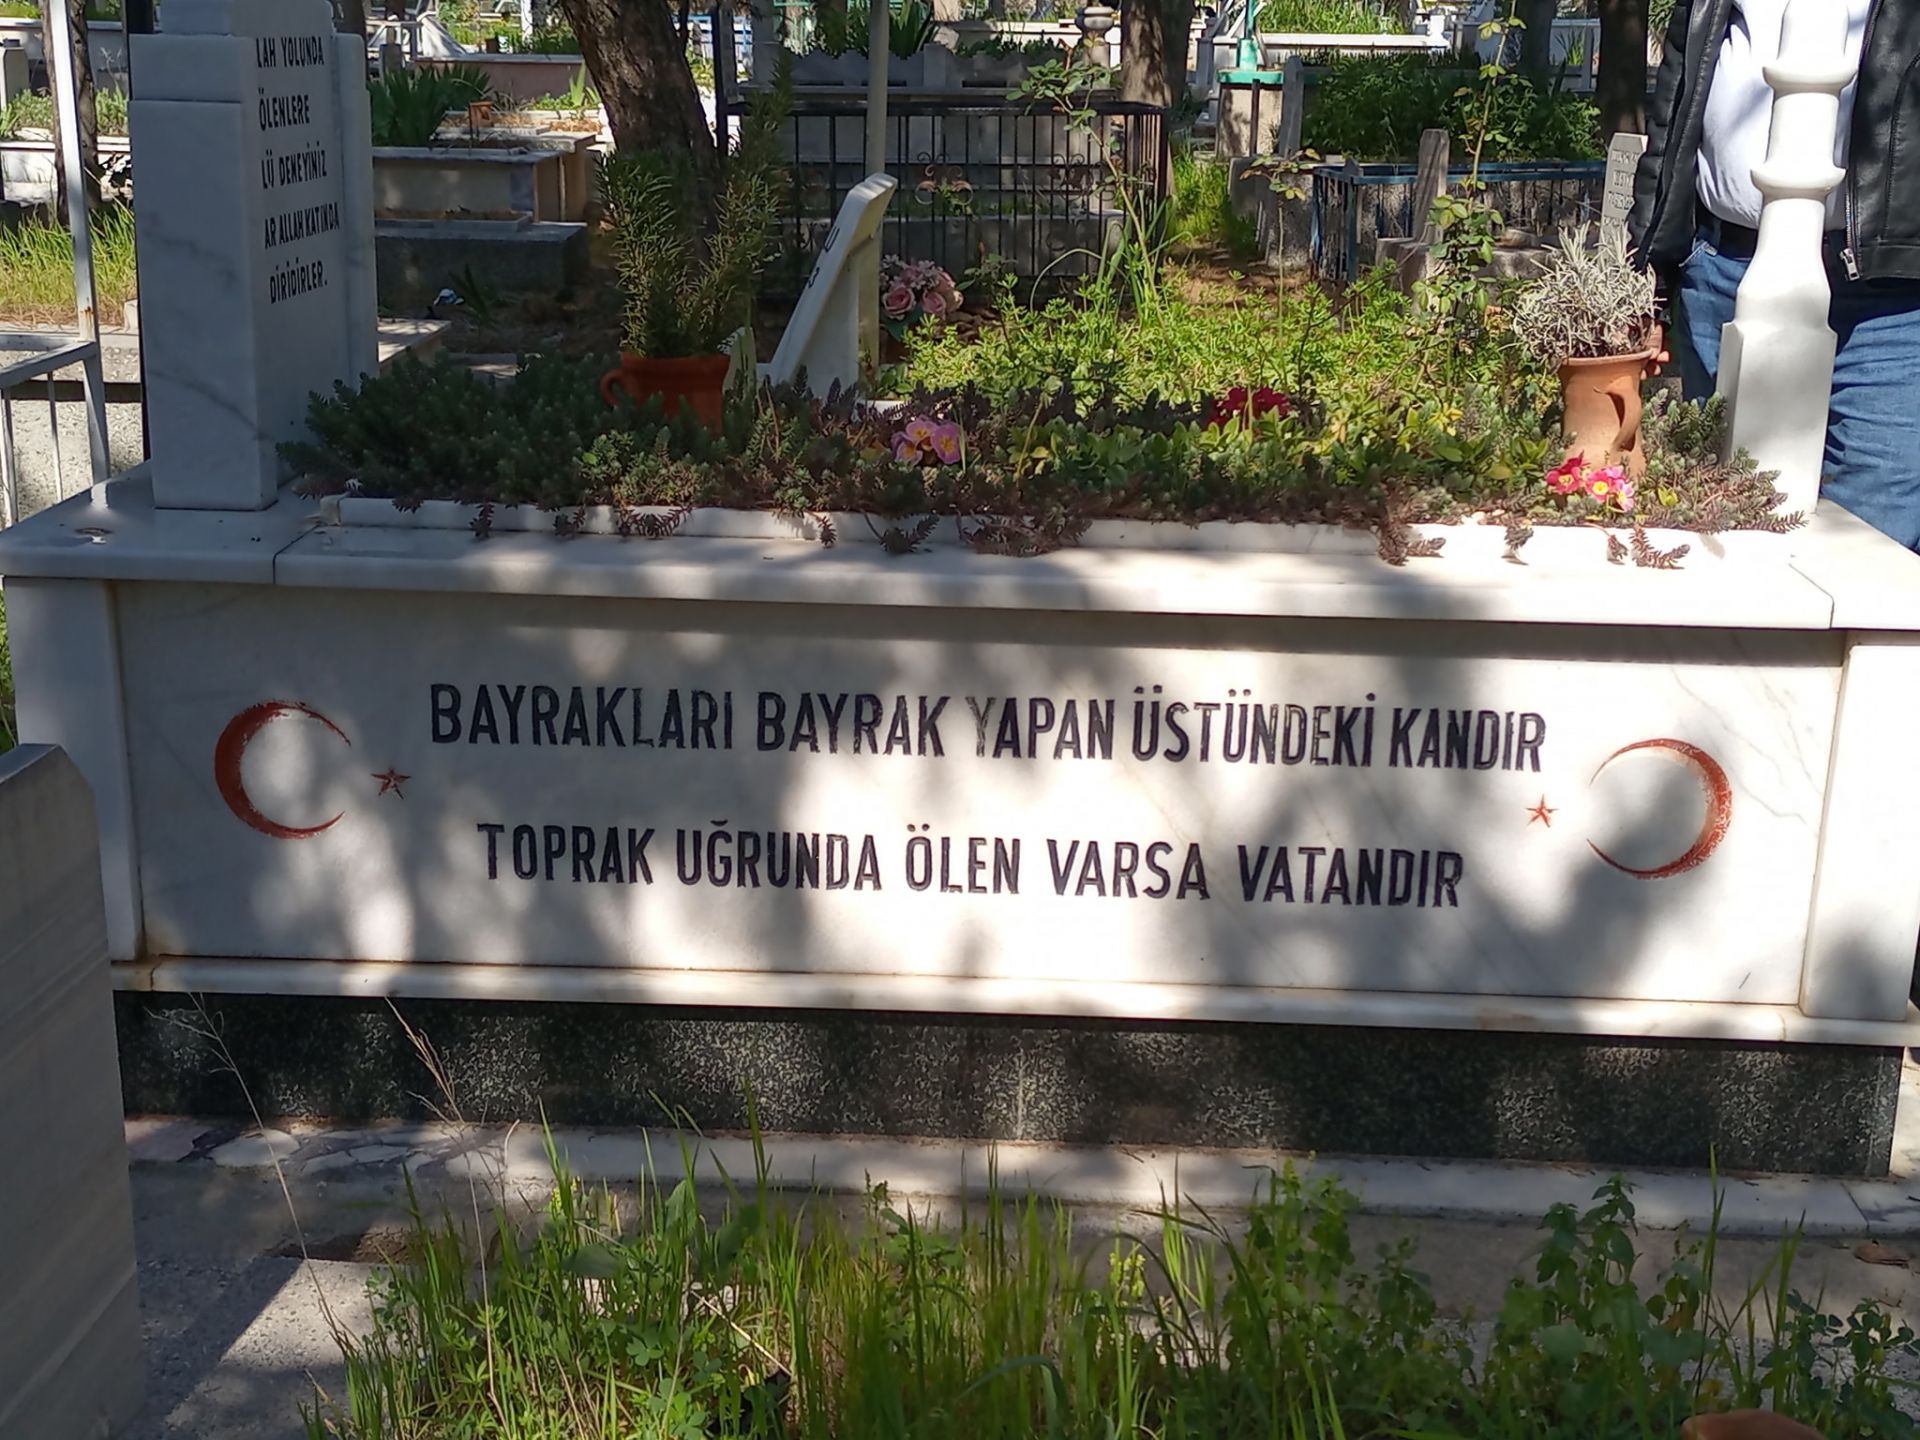 LAH YOLUNDA
ÖLENLERE
LÜ DEMEYİNİZ
AR ALLAH KATINDA
DİRİDİRLER.
BAYRAKLARI BAYRAK YAPAN ÜSTÜNDEKİ KANDIR
TOPRAK UĞRUNDA ÖLEN VARSA VATANDIR